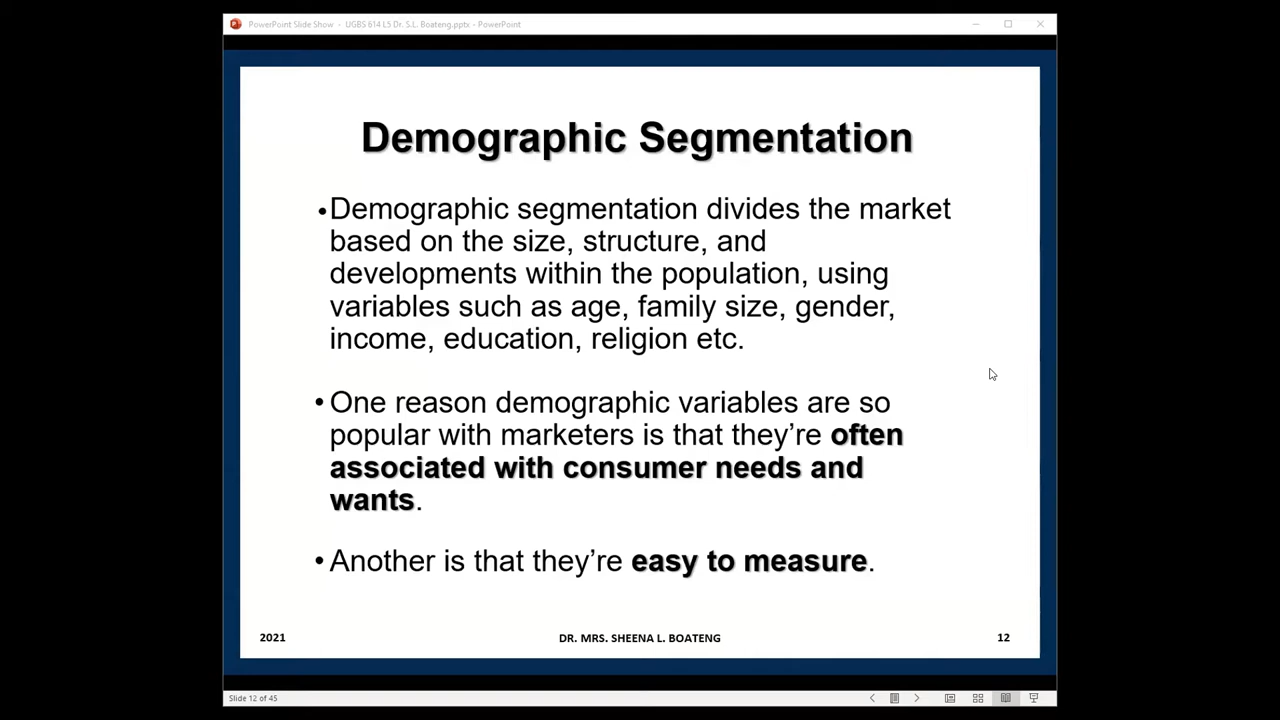 PowerPoint Slide Show - UGBS 614 L5 Dr. S.L. Boateng.pptx - PowerPoint
Demographic Segmentation
•Demographic segmentation divides the market
based on the size, structure, and
developments within the population, using
variables such as age, family size, gender,
income, education, religion etc.
• One reason demographic variables are so
popular with marketers is that they’re often
associated with consumer needs and
wants.
• Another is that they’re easy to measure.
2021 DR. MRS. SHEENA L. BOATENG 12
Slide 12 of 45